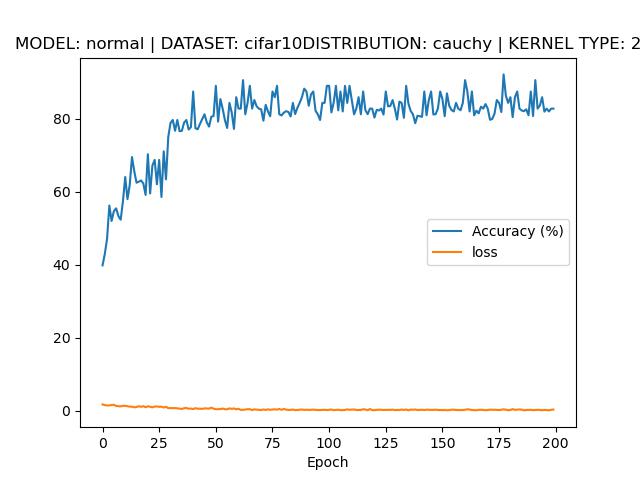 MODEL: normal | DATASET: cifar10DISTRIBUTION: cauchy | KERNEL TYPE: 2
80
60
40
20
0
Accuracy (%)
loss
0 25 50 75 100 125 150 175 200
Epoch